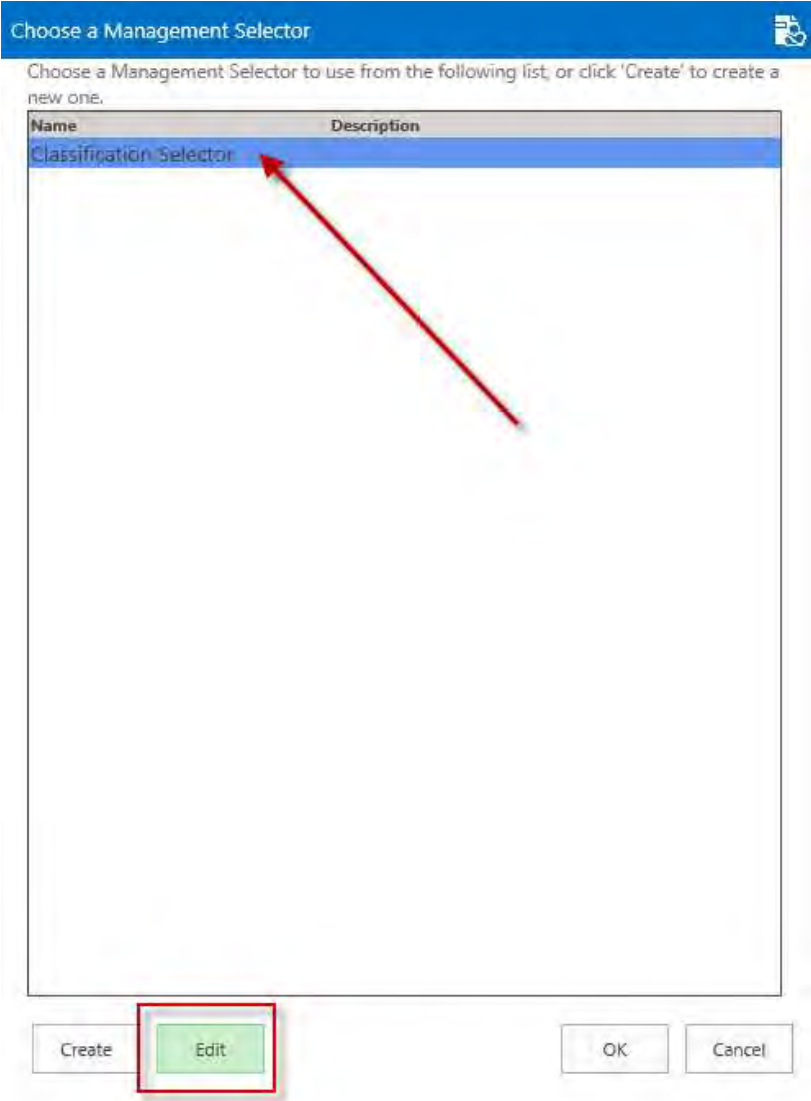 Choose a Management Selector
Choose a Management Selector to use from the following list, or click 'Create' to create a
new one.
Name Description
Classification Selector
Create Edit OK Cancel